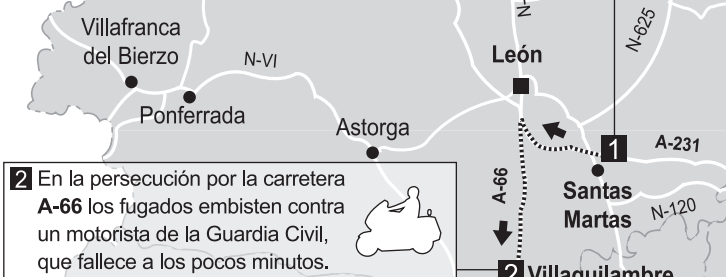 Villafranca
del Bierzo
N-VI
Ponferrada
Astorga
León
N-
N-625
1
A-231
Santas
Martas
N-120
A-66
2 Villaquilambre
2 En la persecución por la carretera
A-66 los fugados embisten contra
un motorista de la Guardia Civil,
que fallece a los pocos minutos.